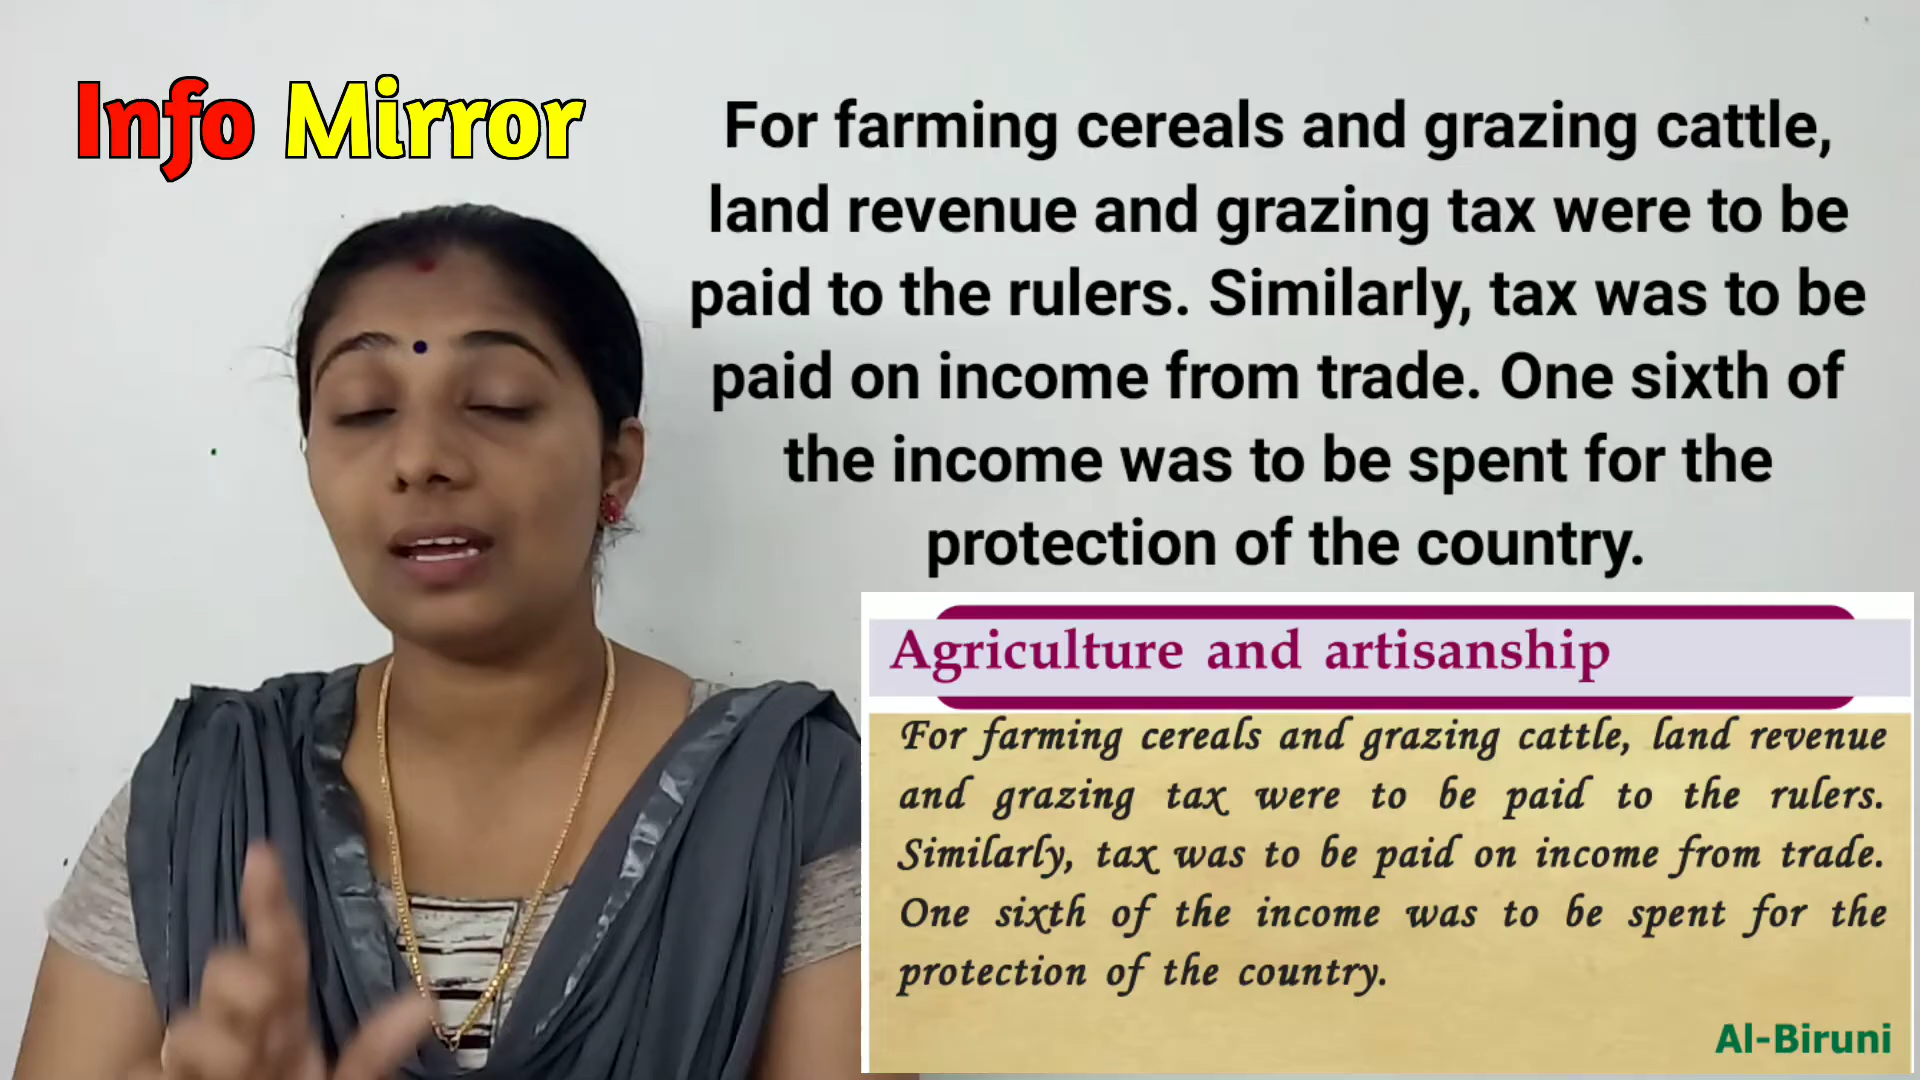 Info Mirror
For farming cereals and grazing cattle,
land revenue and grazing tax were to be
paid to the rulers. Similarly, tax was to be
paid on income from trade. One sixth of
the income was to be spent for the
protection of the country.
Agriculture and artisanship
For farming cereals and grazing cattle, land revenue
and grazing tax were to be paid to the rulers.
Similarly, tax was to be paid on income from trade.
One sixth of the income was to be spent for the
protection of the country.
Al-Biruni